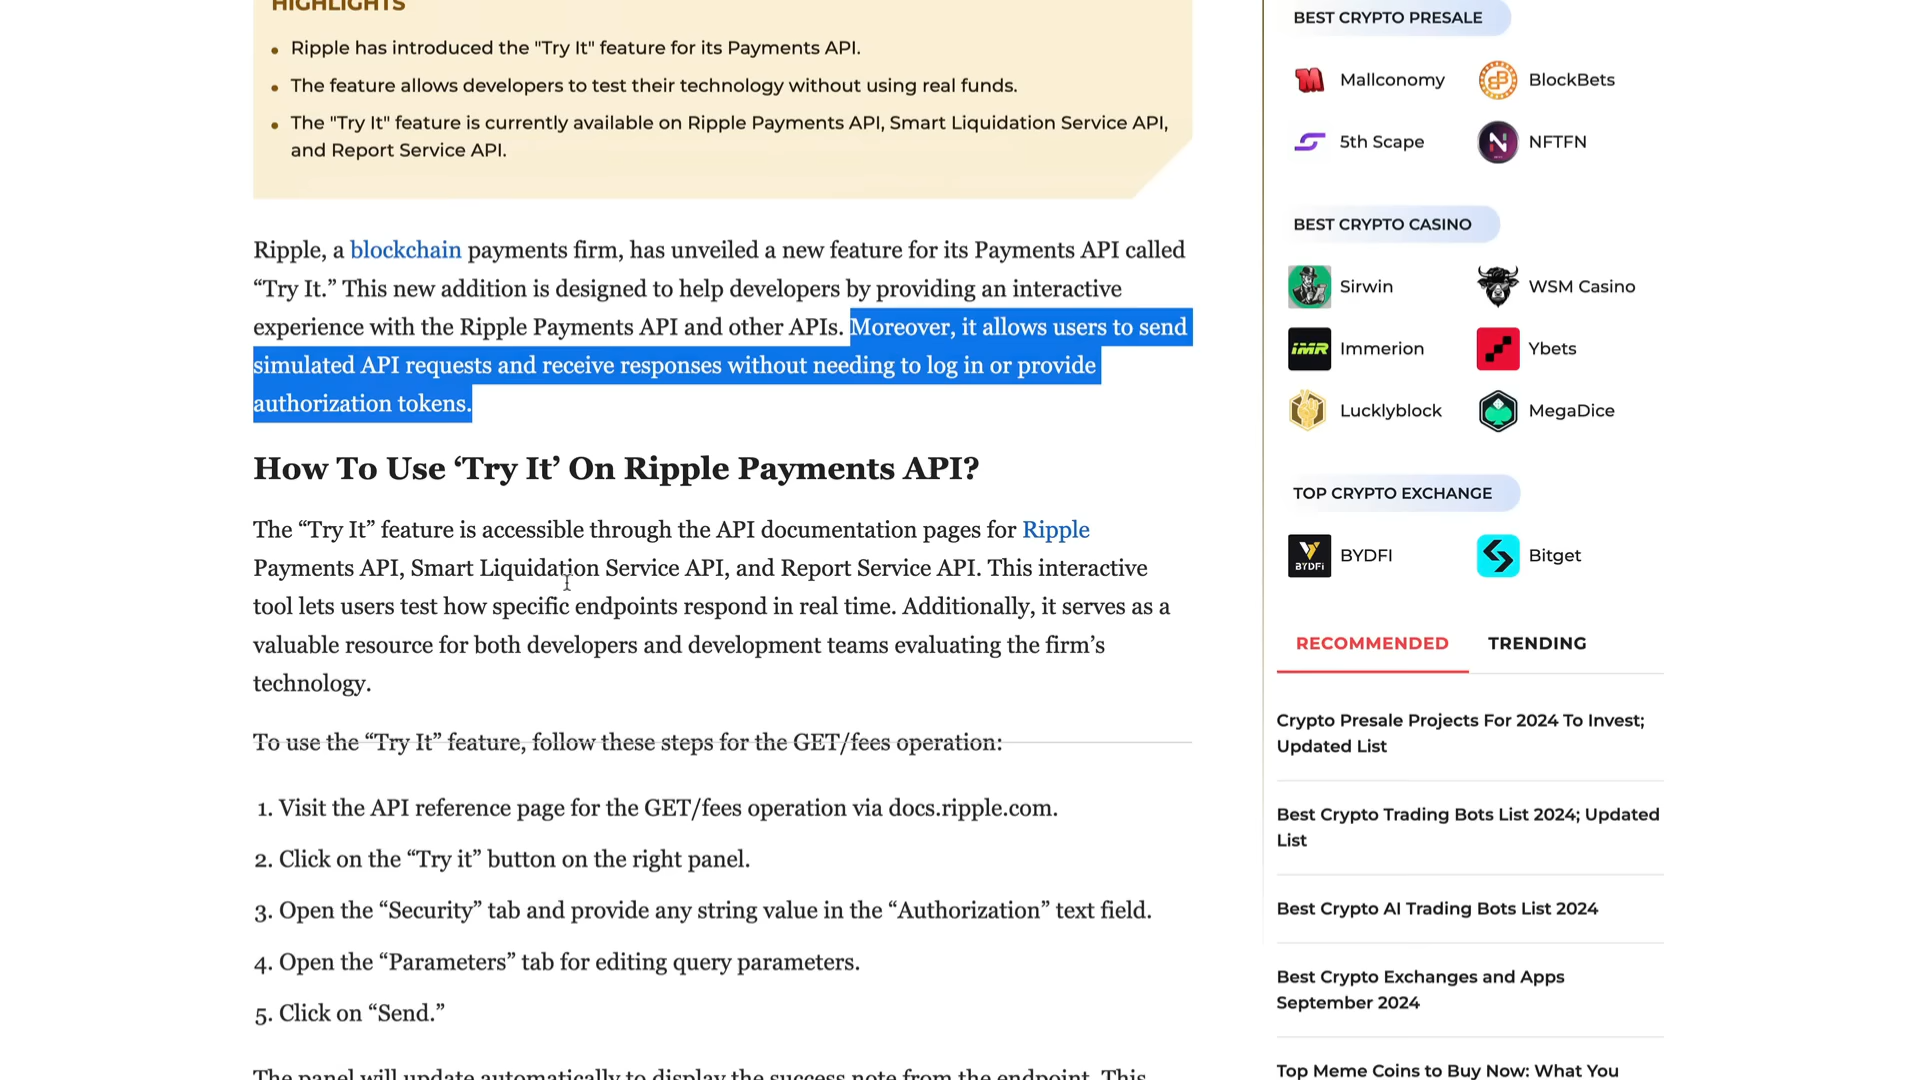 HIGHLIGHTS
Ripple has introduced the "Try It" feature for its Payments API.
The feature allows developers to test their technology without using real funds.
The "Try It" feature is currently available on Ripple Payments API, Smart Liquidation Service API,
and Report Service API.
Ripple, a blockchain payments firm, has unveiled a new feature for its Payments API called
“Try It.” This new addition is designed to help developers by providing an interactive
experience with the Ripple Payments API and other APIs. Moreover, it allows users to send
simulated API requests and receive responses without needing to log in or provide
authorization tokens.
How To Use ‘Try It’ On Ripple Payments API?
The “Try It” feature is accessible through the API documentation pages for Ripple
Payments API, Smart Liquidation Service API, and Report Service API. This interactive
tool lets users test how specific endpoints respond in real time. Additionally, it serves as a
valuable resource for both developers and development teams evaluating the firm’s
technology.
To use the “Try It” feature, follow these steps for the GET/fees operation:
1. Visit the API reference page for the GET/fees operation via docs.ripple.com.
2. Click on the “Try it” button on the right panel.
3. Open the “Security” tab and provide any string value in the “Authorization” text field.
4. Open the “Parameters” tab for editing query parameters.
5. Click on “Send.”
The panel will update automatically to display the success note from the endpoint. This
BEST CRYPTO PRESALE
Mallconomy
BlockBets
5th Scape
NFTFN
BEST CRYPTO CASINO
Sirwin
WSM Casino
iMR Immerion
Ybets
Lucklyblock
MegaDice
TOP CRYPTO EXCHANGE
BYDFi BYDFI
Bitget
RECOMMENDED
TRENDING
Crypto Presale Projects For 2024 To Invest;
Updated List
Best Crypto Trading Bots List 2024; Updated
List
Best Crypto AI Trading Bots List 2024
Best Crypto Exchanges and Apps
September 2024
Top Meme Coins to Buy Now: What You